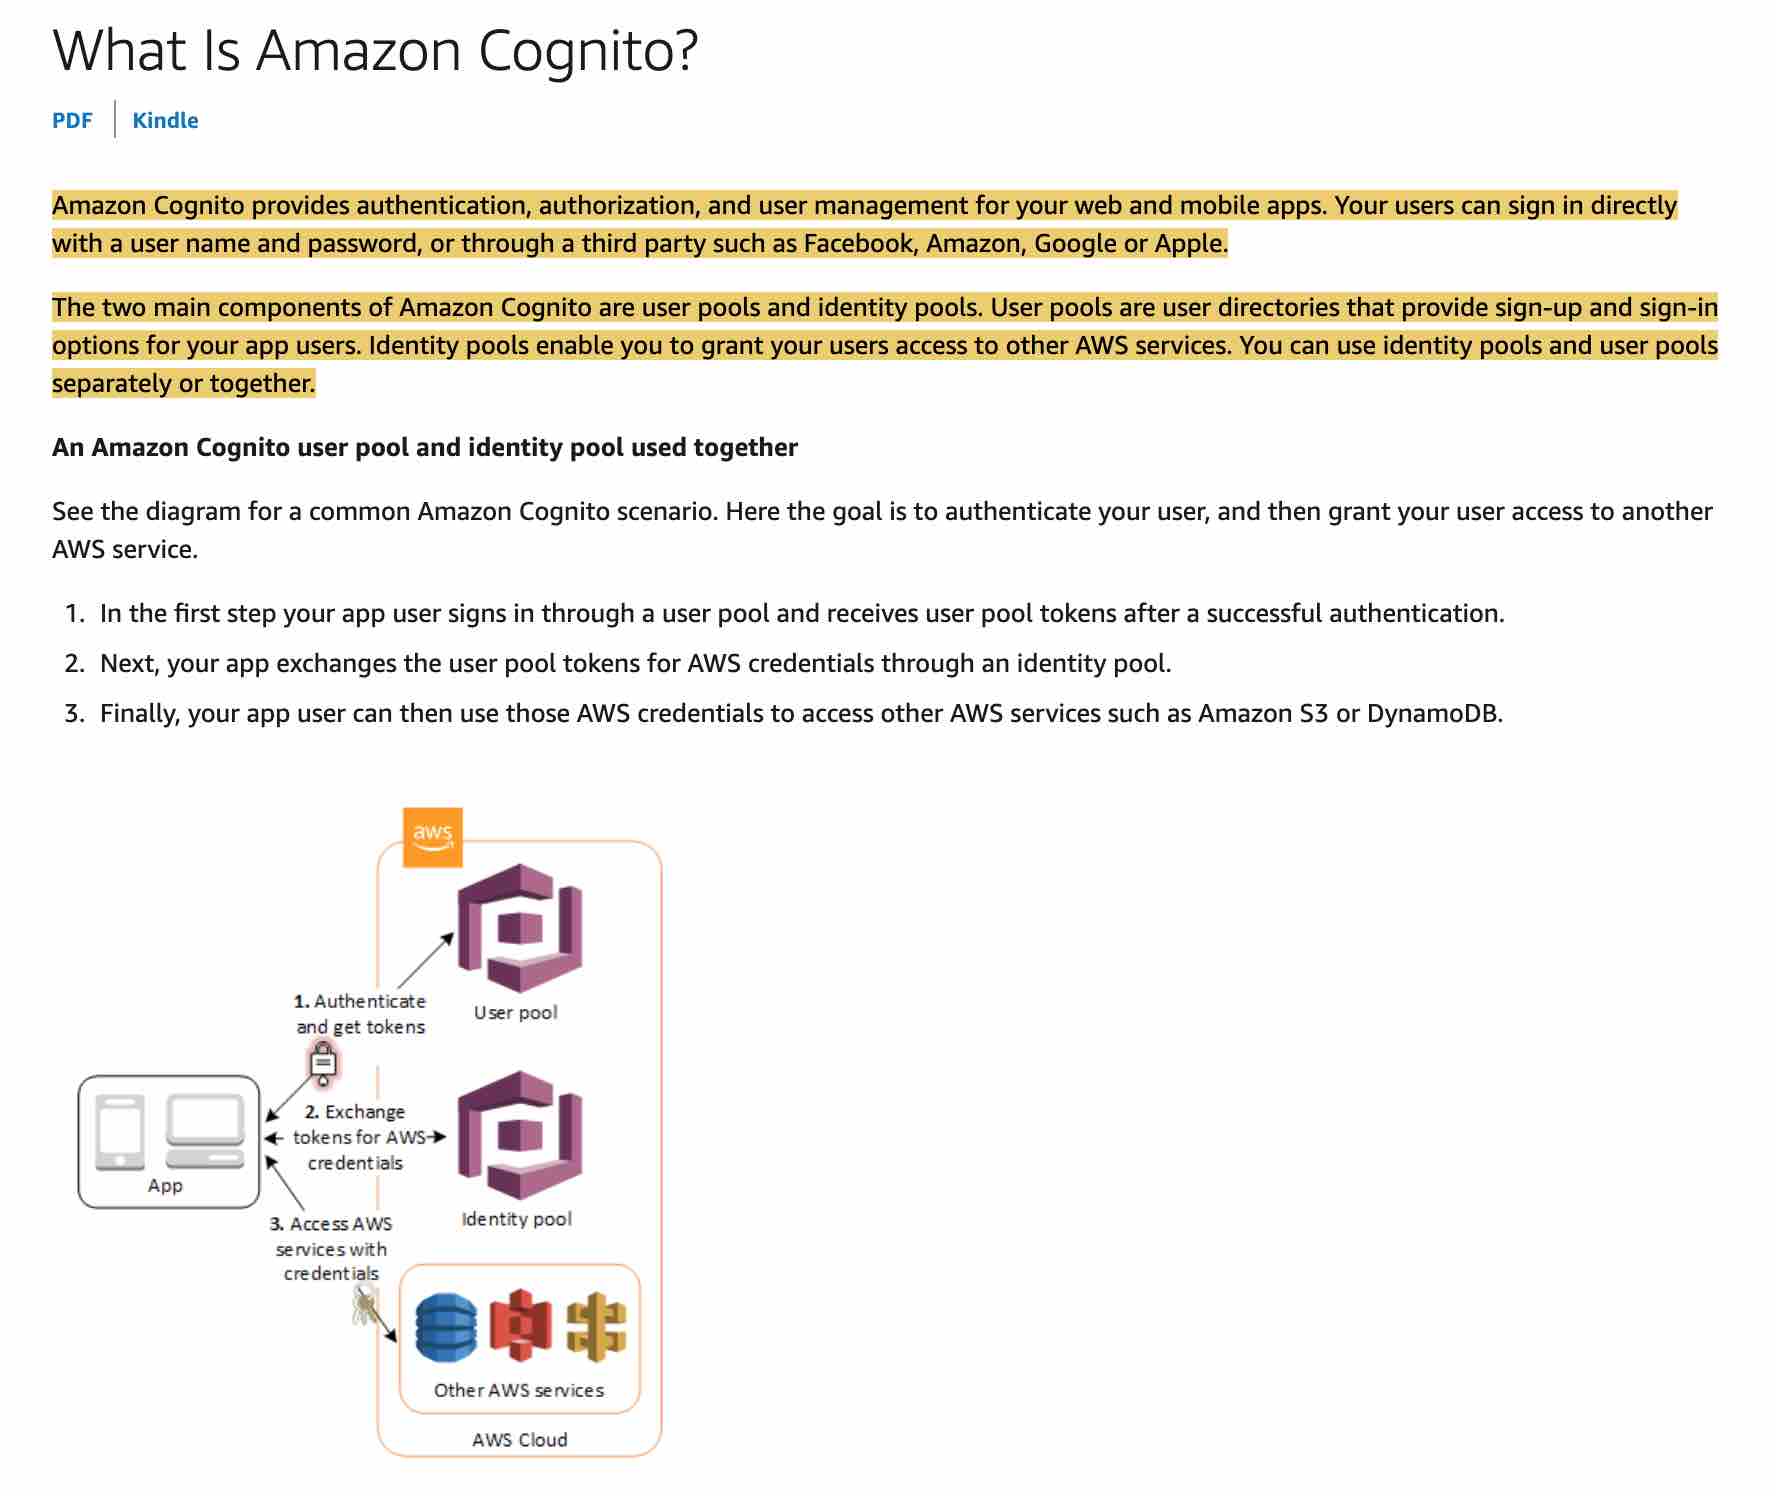 What Is Amazon Cognito?
PDF
Kindle
Amazon Cognito provides authentication, authorization, and user management for your web and mobile apps. Your users can sign in directly
with a user name and password, or through a third party such as Facebook, Amazon, Google or Apple.
The two main components of Amazon Cognito are user pools and identity pools. User pools are user directories that provide sign-up and sign-in
options for your app users. Identity pools enable you to grant your users access to other AWS services. You can use identity pools and user pools
separately or together.
An Amazon Cognito user pool and identity pool used together
See the diagram for a common Amazon Cognito scenario. Here the goal is to authenticate your user, and then grant your user access to another
AWS service.
1. In the first step your app user signs in through a user pool and receives user pool tokens after a successful authentication.
2. Next, your app exchanges the user pool tokens for AWS credentials through an identity pool.
3. Finally, your app user can then use those AWS credentials to access other AWS services such as Amazon S3 or DynamoDB.
aws
1. Authenticate
and get tokens
User pool
2. Exchange
tokens for AWS
credentials
App
Identity pool
3. Access AWS
services with
credentials
Other AWS services
AWS Cloud